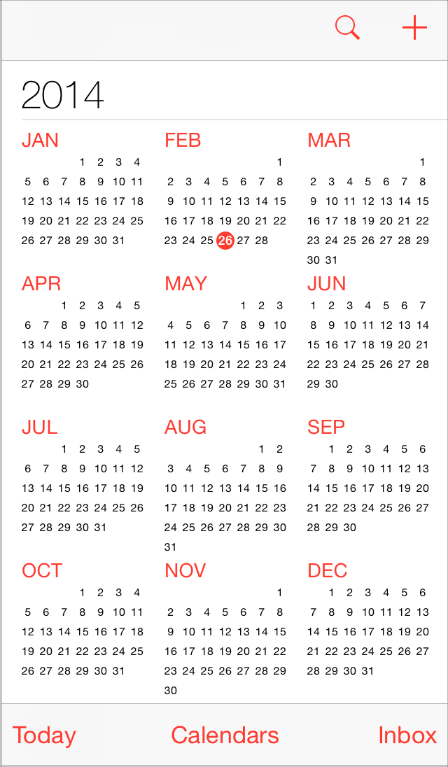 2014
JAN FEB MAR
1 2 3 4 1 1
5 6 7 8 9 10 11 2 3 4 5 6 7 8 2 3 4 5 6 7 8
12 13 14 15 16 17 18 9 10 11 12 13 14 15 9 10 11 12 13 14 15
19 20 21 22 23 24 25 16 17 18 19 20 21 22 16 17 18 19 20 21 22
26 27 28 29 30 31 23 24 25 26 27 28 23 24 25 26 27 28 29
30 31
APR MAY JUN
1 2 3 4 5 1 2 3 1 2 3 4 5 6 7
6 7 8 9 10 11 12 4 5 6 7 8 9 10 8 9 10 11 12 13 14
13 14 15 16 17 18 19 11 12 13 14 15 16 17 15 16 17 18 19 20 21
20 21 22 23 24 25 26 18 19 20 21 22 23 24 22 23 24 25 26 27 28
27 28 29 30 25 26 27 28 29 30 31 29 30
JUL AUG SEP
1 2 3 4 5 1 2 1 2 3 4 5 6
6 7 8 9 10 11 12 3 4 5 6 7 8 9 7 8 9 10 11 12 13
13 14 15 16 17 18 19 10 11 12 13 14 15 16 14 15 16 17 18 19 20
20 21 22 23 24 25 26 17 18 19 20 21 22 23 21 22 23 24 25 26 27
27 28 29 30 31 24 25 26 27 28 29 30 28 29 30
31
OCT NOV DEC
1 2 3 4 1 1 2 3 4 5 6
5 6 7 8 9 10 11 2 3 4 5 6 7 8 7 8 9 10 11 12 13
12 13 14 15 16 17 18 9 10 11 12 13 14 15 14 15 16 17 18 19 20
19 20 21 22 23 24 25 16 17 18 19 20 21 22 21 22 23 24 25 26 27
26 27 28 29 30 31 23 24 25 26 27 28 29 28 29 30 31
30
Today Calendars Inbox